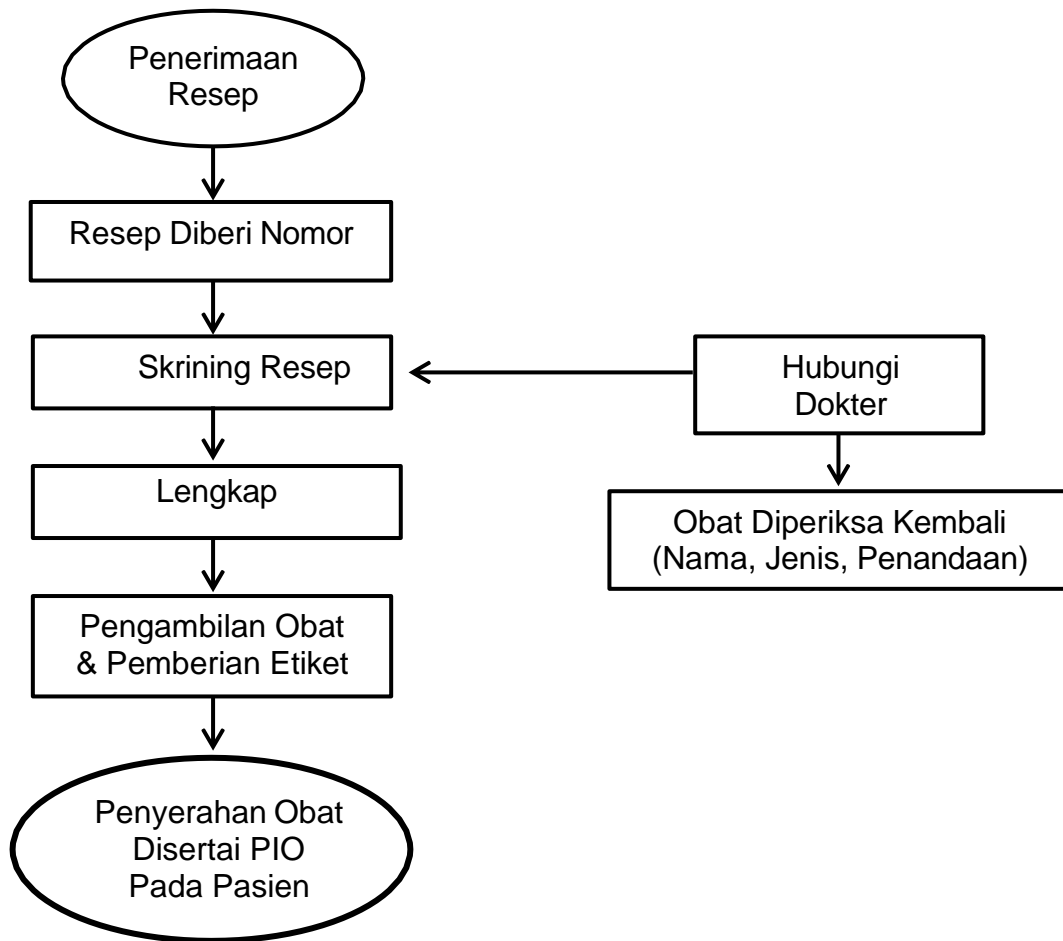 Penerimaan
Resep
Resep Diberi Nomor
Skrining Resep
Hubungi
Dokter
Lengkap
Obat Diperiksa Kembali
(Nama, Jenis, Penandaan)
Pengambilan Obat
& Pemberian Etiket
Penyerahan Obat
Disertai PIO
Pada Pasien